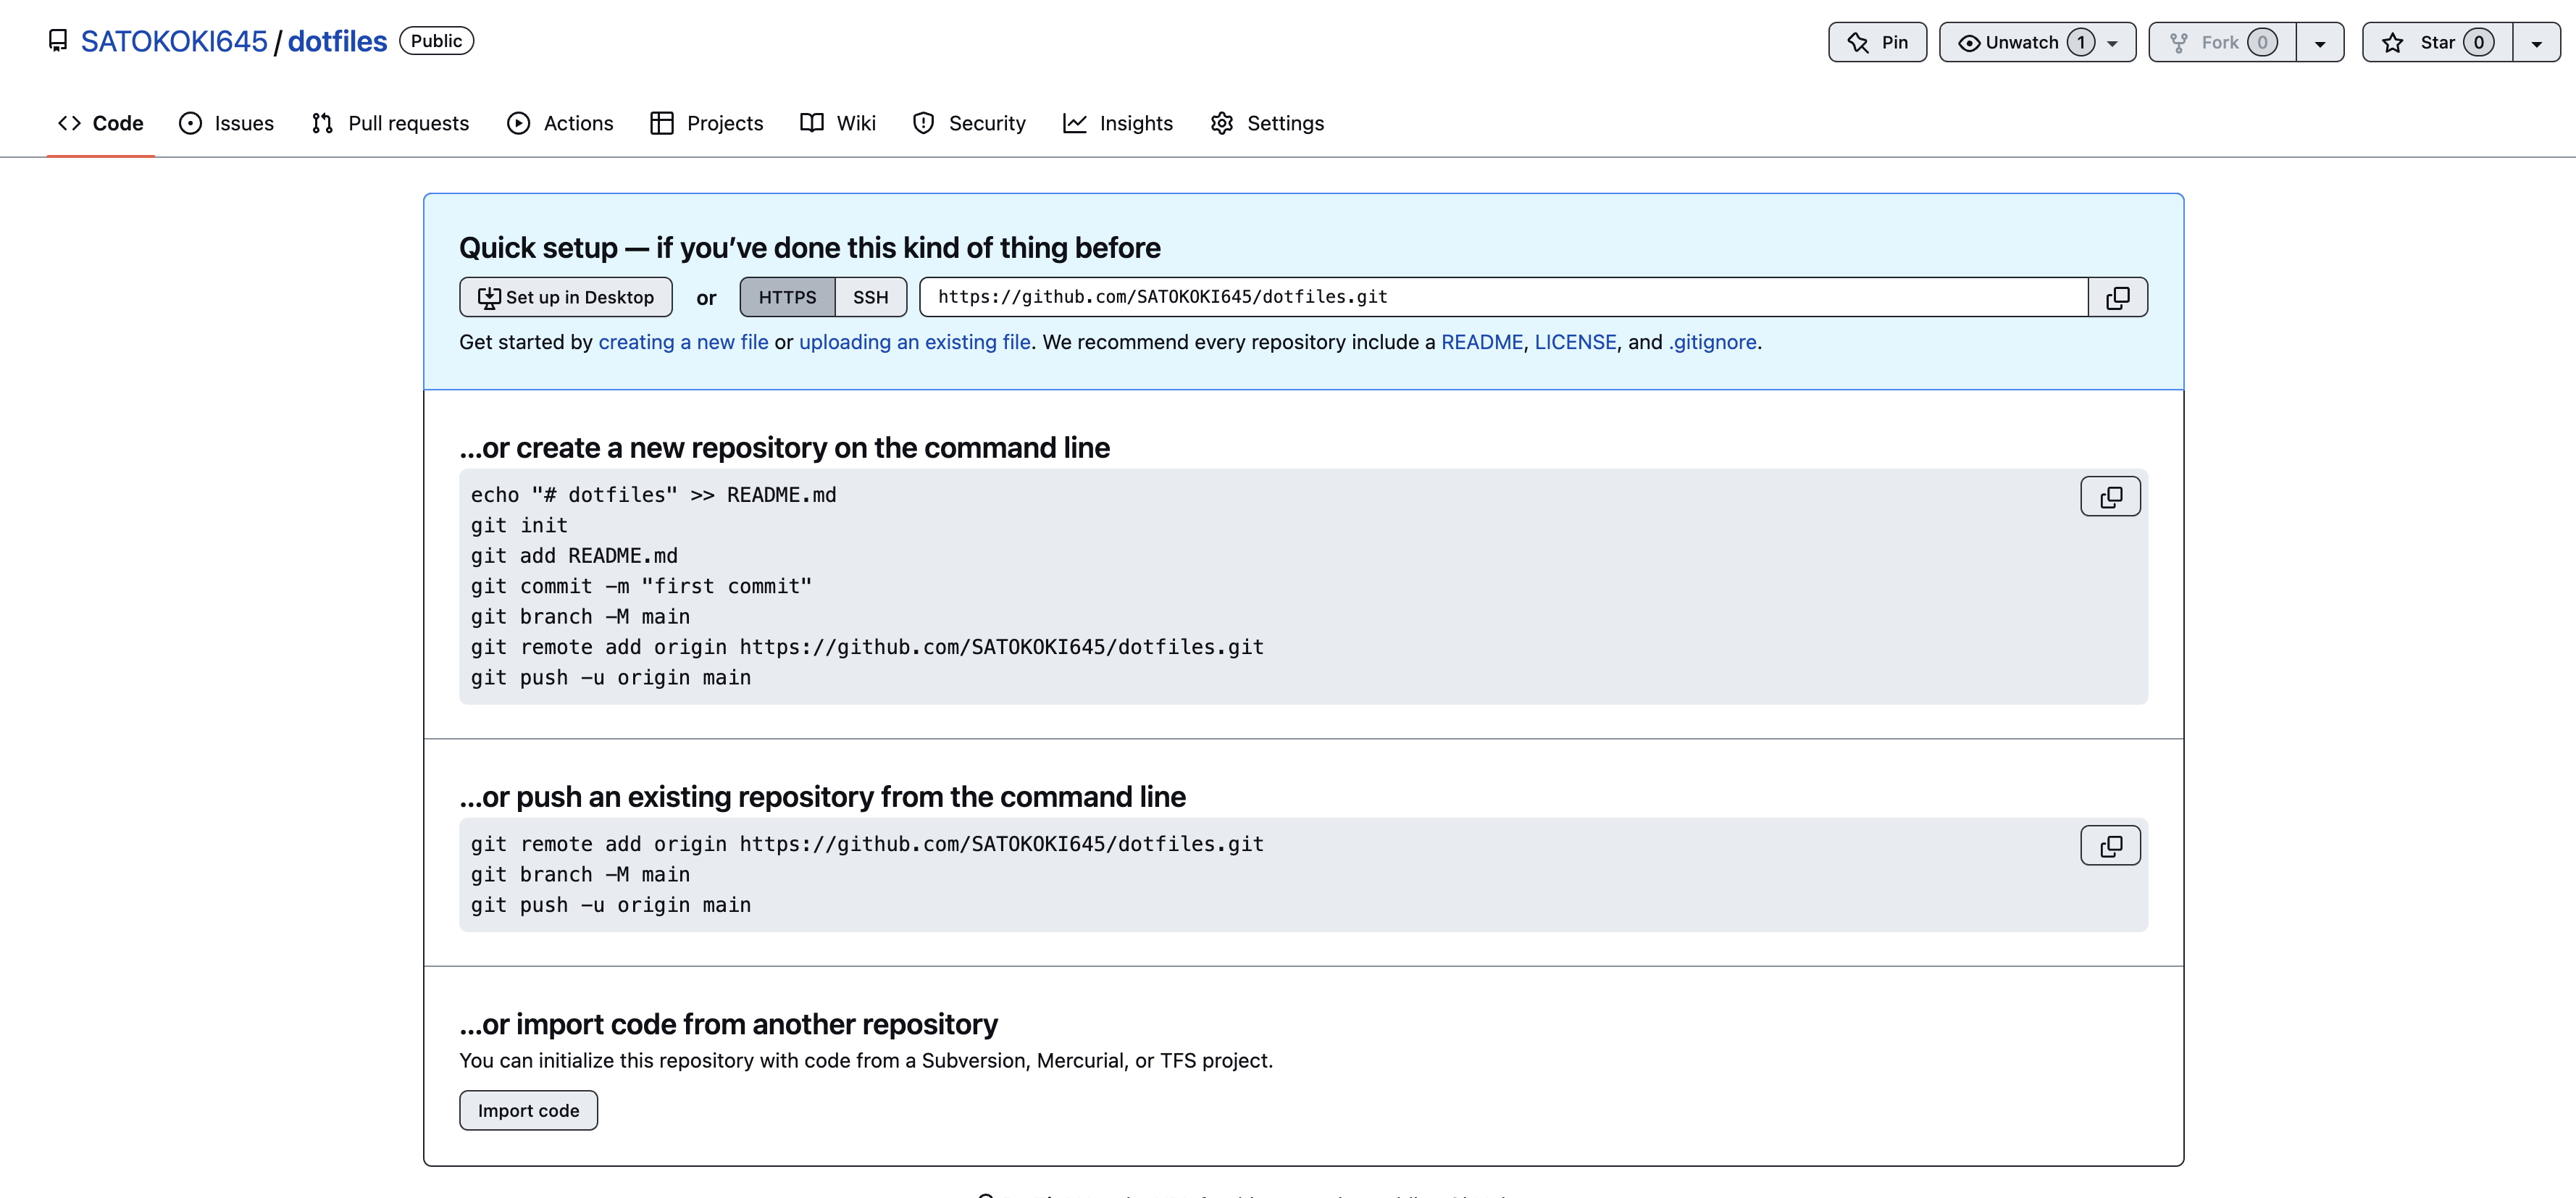 SATOKOKI645 / dotfiles Public
Pin Unwatch 1 Fork 0 Star 0
Code Issues Pull requests Actions Projects Wiki Security Insights Settings
Quick setup — if you’ve done this kind of thing before
Set up in Desktop or HTTPS SSH https://github.com/SATOKOKI645/dotfiles.git
Get started by creating a new file or uploading an existing file. We recommend every repository include a README, LICENSE, and .gitignore.
…or create a new repository on the command line
echo "# dotfiles" >> README.md
git init
git add README.md
git commit -m "first commit"
git branch -M main
git remote add origin https://github.com/SATOKOKI645/dotfiles.git
git push -u origin main
…or push an existing repository from the command line
git remote add origin https://github.com/SATOKOKI645/dotfiles.git
git branch -M main
git push -u origin main
…or import code from another repository
You can initialize this repository with code from a Subversion, Mercurial, or TFS project.
Import code